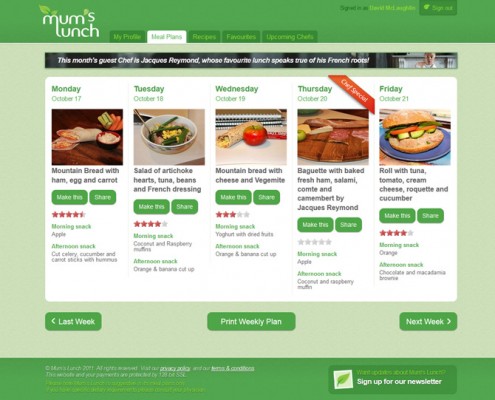 mum's
lunch
Signed in as David McLaughlin
Sign out
My Profile
Meal Plans
Recipes
Favourites
Upcoming Chefs
This month's guest Chef is Jacques Reymond, whose favourite lunch speaks true of his French roots!
Monday
October 17
Mountain Bread with
ham, egg and carrot
Make this
Share
Morning snack
Apple
Afternoon snack
Cut celery, cucumber and
carrot sticks with hummus
Tuesday
October 18
Salad of artichoke
hearts, tuna, beans
and French dressing
Make this
Share
Morning snack
Coconut and Raspberry
muffins
Afternoon snack
Orange & banana cut up
Wednesday
October 19
Mountain bread with
cheese and Vegemite
Make this
Share
Morning snack
Yoghurt with dried fruits
Afternoon snack
Orange & Banana cut up
Thursday
October 20
Chef Special
Baguette with baked
fresh ham, salami,
comte and
camembert by
Jacques Reymond
Make this
Share
Morning snack
Apple
Afternoon snack
Coconut and raspberry
muffin
Friday
October 21
Roll with tuna,
tomato, cream
cheese, roquette and
cucumber
Make this
Share
Morning snack
Orange
Afternoon snack
Chocolate and macadamia
brownie
Last Week
Print Weekly Plan
Next Week
© Mum's Lunch 2011. All rights reserved. Visit our privacy policy and our terms & conditions.
This website and your payments are protected by 128 bit SSL.
Want updates about Mum's Lunch?
Sign up for our newsletter